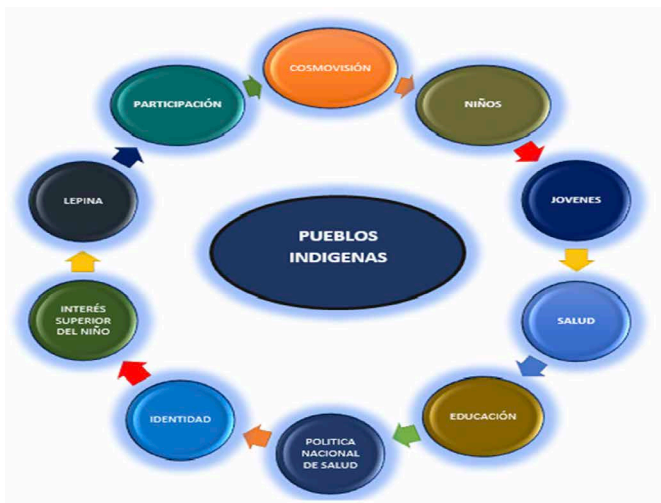 COSMOVISIÓN
NIÑOS
JOVENES
SALUD
EDUCACIÓN
POLITICA
NACIONAL
DE SALUD
IDENTIDAD
INTERÉS
SUPERIOR
DEL NIÑO
LEPINA
PARTICIPACIÓN
PUEBLOS
INDIGENAS